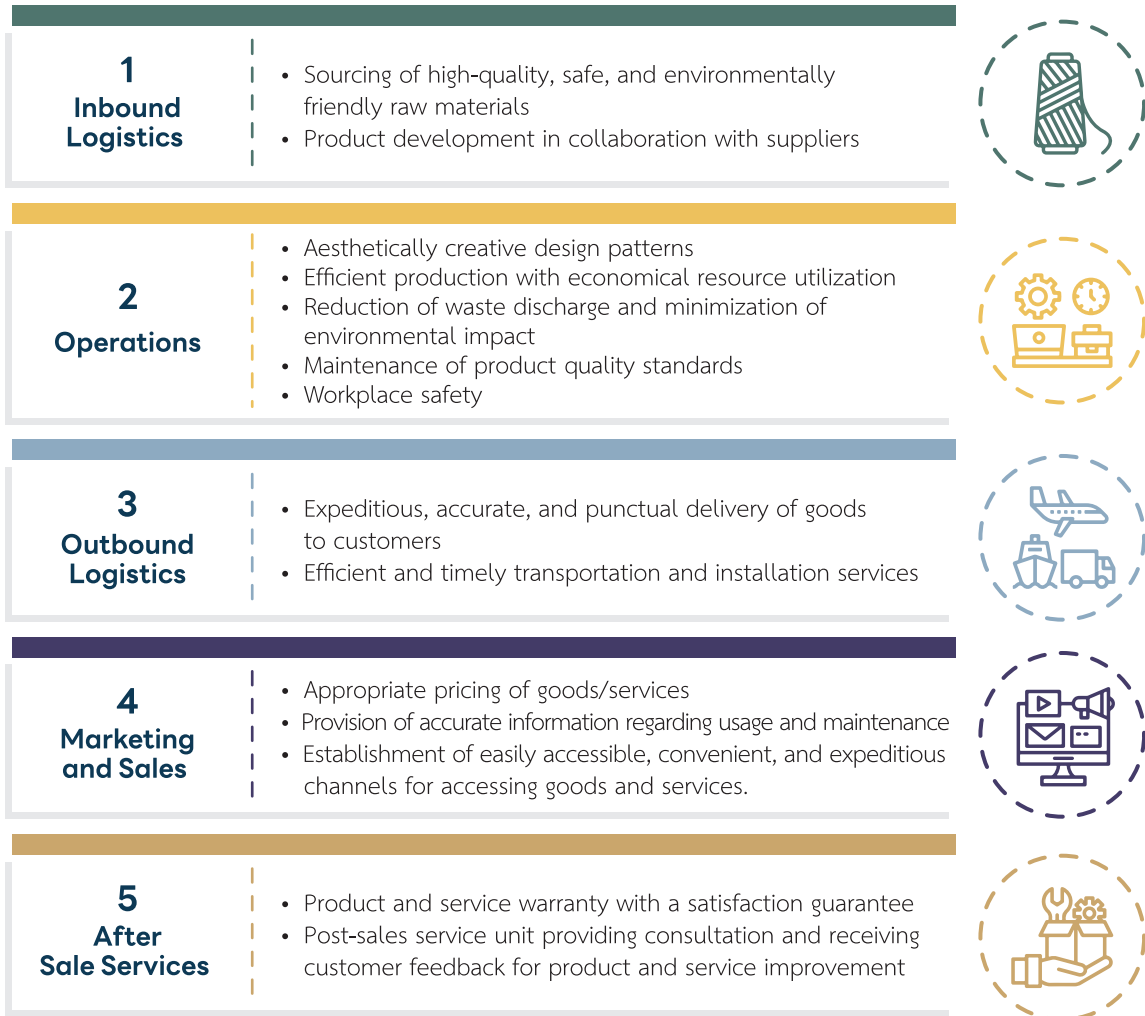 1
Inbound
Logistics
• Sourcing of high-quality, safe, and environmentally
friendly raw materials
• Product development in collaboration with suppliers
2
Operations
• Aesthetically creative design patterns
• Efficient production with economical resource utilization
• Reduction of waste discharge and minimization of
environmental impact
• Maintenance of product quality standards
• Workplace safety
3
Outbound
Logistics
• Expeditious, accurate, and punctual delivery of goods
to customers
• Efficient and timely transportation and installation services
4
Marketing
and Sales
• Appropriate pricing of goods/services
• Provision of accurate information regarding usage and maintenance
• Establishment of easily accessible, convenient, and expeditious
channels for accessing goods and services.
5
After
Sale Services
• Product and service warranty with a satisfaction guarantee
• Post-sales service unit providing consultation and receiving
customer feedback for product and service improvement